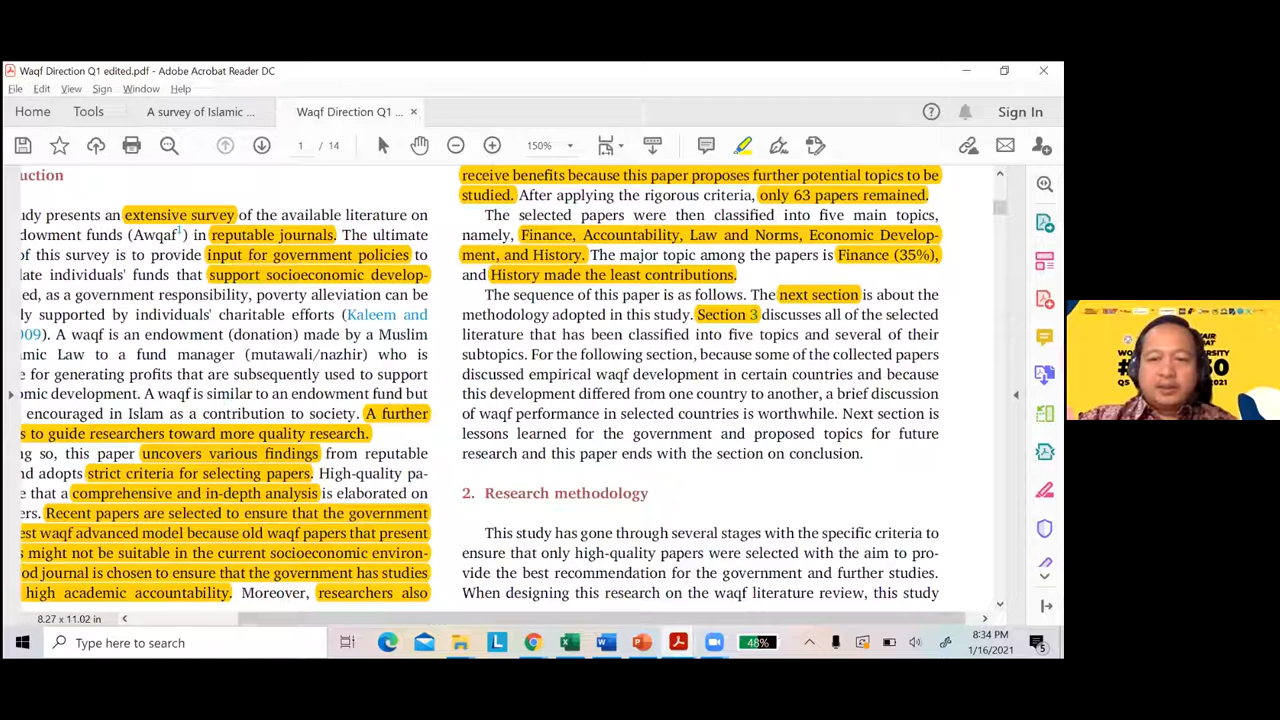 Waqf Direction Q1 edited.pdf - Adobe Acrobat Reader DC
File Edit View Sign Window Help
Home Tools A survey of Islamic ... Waqf Direction Q1 ... × Sign In
1 / 14 150%
uction
udy presents an extensive survey of the available literature on
dowment funds (Awqaf1) in reputable journals. The ultimate
of this survey is to provide input for government policies to
late individuals' funds that support socioeconomic develop-
ed, as a government responsibility, poverty alleviation can be
ly supported by individuals' charitable efforts (Kaleem and
09). A waqf is an endowment (donation) made by a Muslim
mic Law to a fund manager (mutawali/nazhir) who is
e for generating profits that are subsequently used to support
omic development. A waqf is similar to an endowment fund but
encouraged in Islam as a contribution to society. A further
s to guide researchers toward more quality research.
ng so, this paper uncovers various findings from reputable
nd adopts strict criteria for selecting papers. High-quality pa-
e that a comprehensive and in-depth analysis is elaborated on
ers. Recent papers are selected to ensure that the government
est waqf advanced model because old waqf papers that present
s might not be suitable in the current socioeconomic environ-
od journal is chosen to ensure that the government has studies
high academic accountability. Moreover, researchers also
receive benefits because this paper proposes further potential topics to be
studied. After applying the rigorous criteria, only 63 papers remained.
The selected papers were then classified into five main topics,
namely, Finance, Accountability, Law and Norms, Economic Develop-
ment, and History. The major topic among the papers is Finance (35%),
and History made the least contributions.
The sequence of this paper is as follows. The next section is about the
methodology adopted in this study. Section 3 discusses all of the selected
literature that has been classified into five topics and several of their
subtopics. For the following section, because some of the collected papers
discussed empirical waqf development in certain countries and because
this development differed from one country to another, a brief discussion
of waqf performance in selected countries is worthwhile. Next section is
lessons learned for the government and proposed topics for future
research and this paper ends with the section on conclusion.
2. Research methodology
This study has gone through several stages with the specific criteria to
ensure that only high-quality papers were selected with the aim to pro-
vide the best recommendation for the government and further studies.
When designing this research on the waqf literature review, this study
8.27 x 11.02 in
Type here to search
48%
8:34 PM
1/16/2021
5
QS
2021